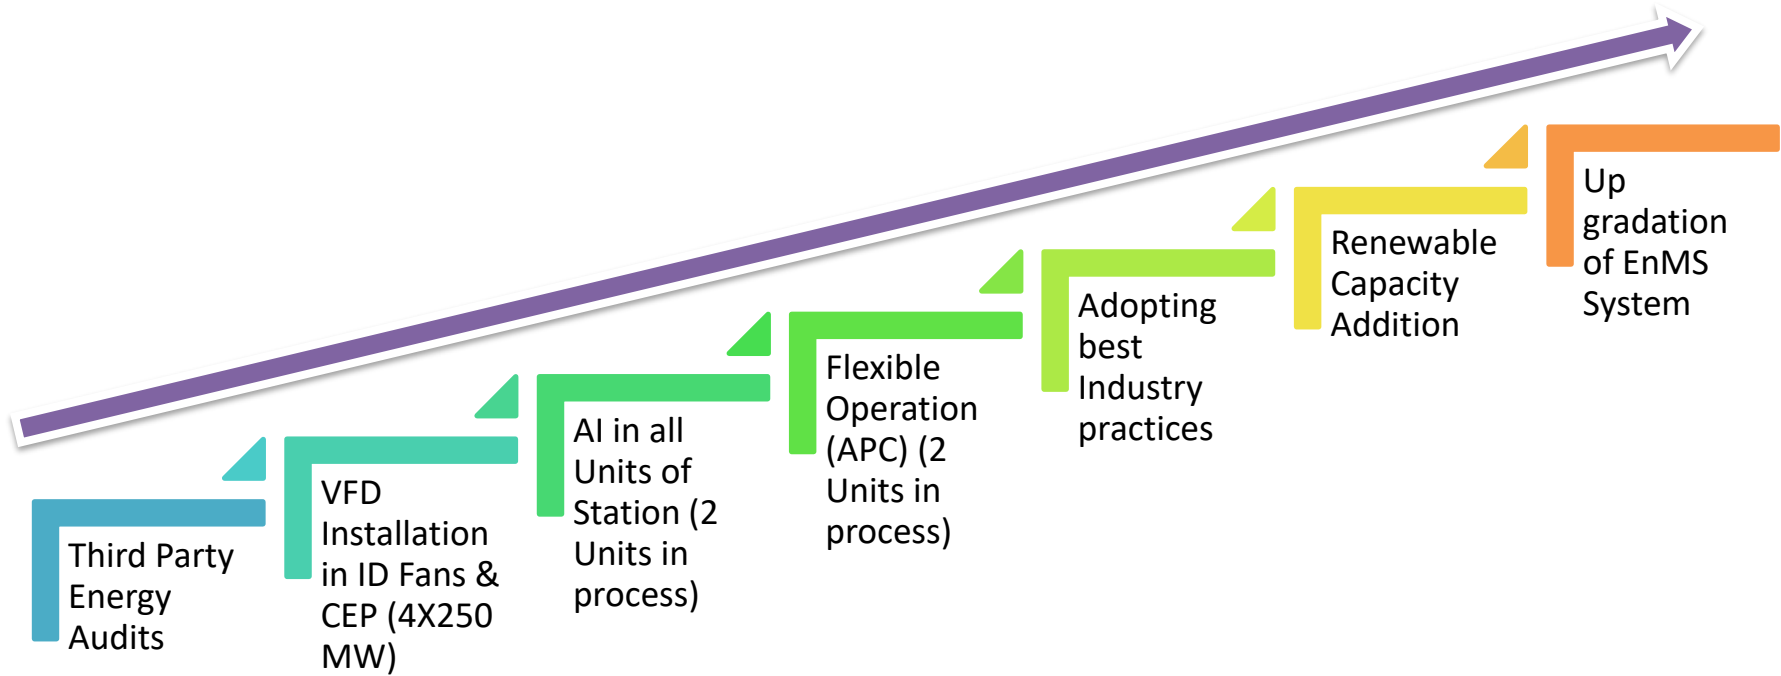 Third Party
Energy
Audits
VFD
Installation
in ID Fans &
CEP (4X250
MW)
AI in all
Units of
Station (2
Units in
process)
Flexible
Operation
(APC) (2
Units in
process)
Adopting
best
Industry
practices
Renewable
Capacity
Addition
Up
gradation
of EnMS
System